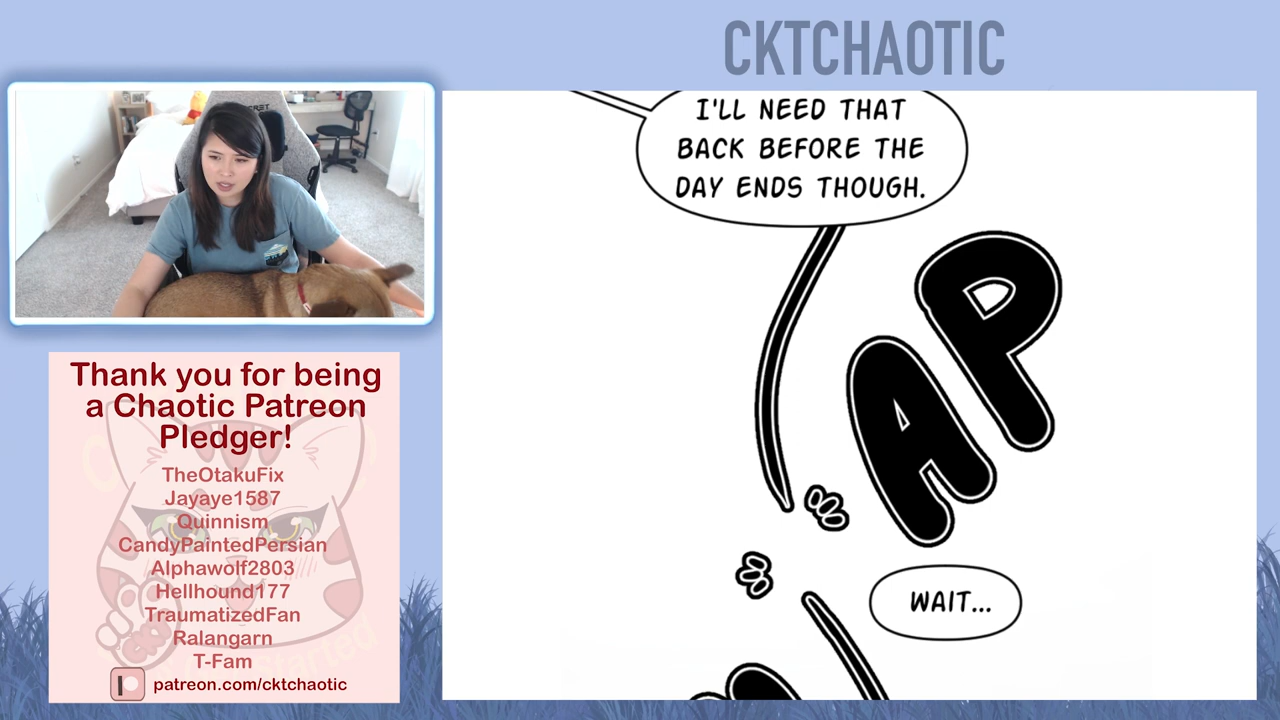 CKTCHAOTIC
I'LL NEED THAT
BACK BEFORE THE
DAY ENDS THOUGH.
AP
WAIT...
Thank you for being
a Chaotic Patreon
Pledger!
TheOtakuFix
Jayaye1587
Quinnism
CandyPaintedPersian
Alphawolf2803
Hellhound177
TraumatizedFan
Ralangarn
T-Fam
patreon.com/cktchaotic